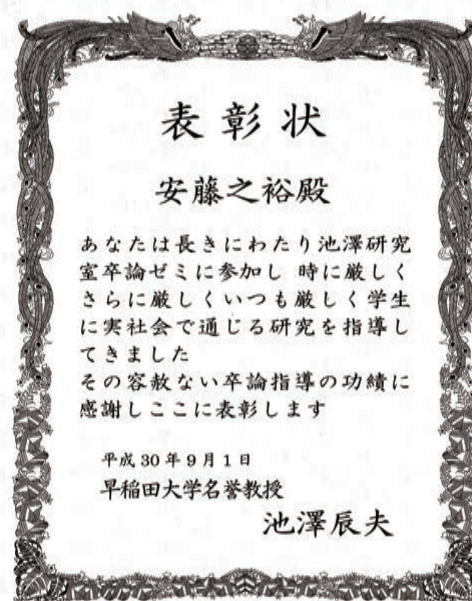 表彰状
安藤之裕殿
あなたは長きにわたり池澤研究
室卒論ゼミに参加し 時に厳しく
さらに厳しくいつも厳しく学生
に実社会で通じる研究を指導し
てきました
その容赦ない卒論指導の功績に
感謝しここに表彰します
平成30年9月1日
早稲田大学名誉教授
池澤辰夫